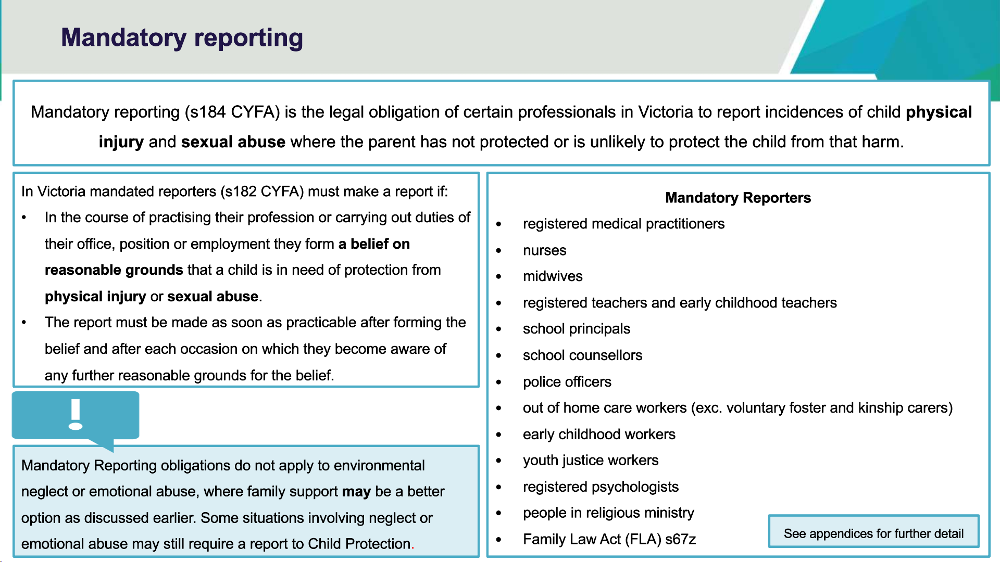 Mandatory reporting
Mandatory reporting (s184 CYFA) is the legal obligation of certain professionals in Victoria to report incidences of child physical
injury and sexual abuse where the parent has not protected or is unlikely to protect the child from that harm.
In Victoria mandated reporters (s182 CYFA) must make a report if:
• In the course of practising their profession or carrying out duties of
their office, position or employment they form a belief on
reasonable grounds that a child is in need of protection from
physical injury or sexual abuse.
• The report must be made as soon as practicable after forming the
belief and after each occasion on which they become aware of
any further reasonable grounds for the belief.
!
Mandatory Reporting obligations do not apply to environmental
neglect or emotional abuse, where family support may be a better
option as discussed earlier. Some situations involving neglect or
emotional abuse may still require a report to Child Protection.
Mandatory Reporters
• registered medical practitioners
• nurses
• midwives
• registered teachers and early childhood teachers
• school principals
• school counsellors
• police officers
• out of home care workers (exc. voluntary foster and kinship carers)
• early childhood workers
• youth justice workers
• registered psychologists
• people in religious ministry
• Family Law Act (FLA) s67z
See appendices for further detail